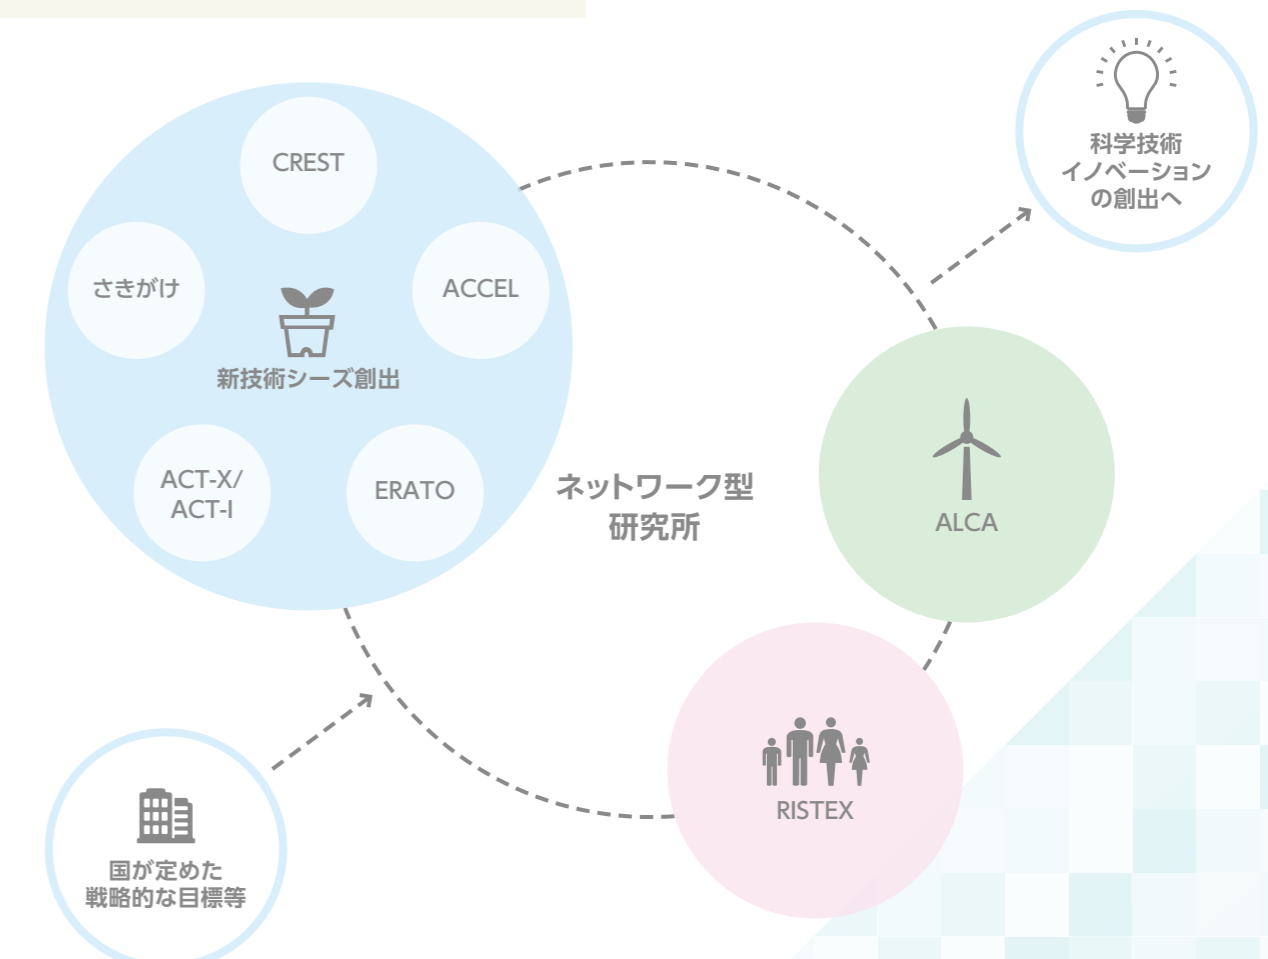 科学技術
イノベーション
の創出へ
CREST
さきがけ
ACCEL
新技術シーズ創出
ACT-X/
ACT-I
ERATO
ネットワーク型
研究所
ALCA
RISTEX
国が定めた
戦略的な目標等